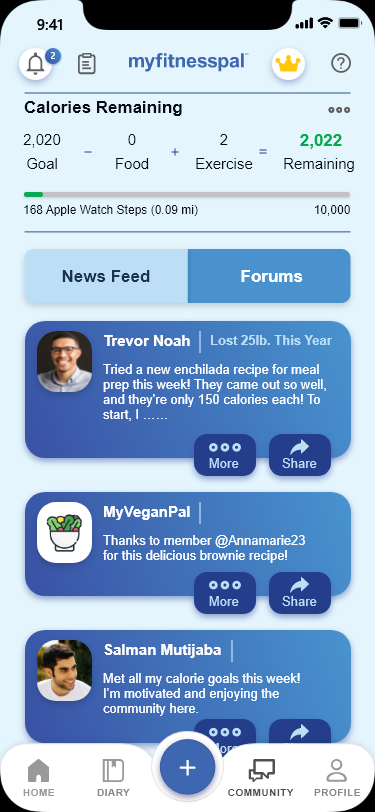 9:41
2
myfitnesspal
?
Calories Remaining
2,020 − 0 + 2 = 2,022
Goal Food Exercise Remaining
168 Apple Watch Steps (0.09 mi) 10,000
News Feed Forums
Trevor Noah Lost 25lb. This Year
Tried a new enchilada recipe for meal
prep this week! They came out so well,
and they're only 150 calories each! To
start, I ......
More Share
MyVeganPal
Thanks to member @Annamarie23
for this delicious brownie recipe!
More Share
Salman Mutijaba
Met all my calorie goals this week!
I'm motivated and enjoying the
community here.
+
HOME DIARY COMMUNITY PROFILE